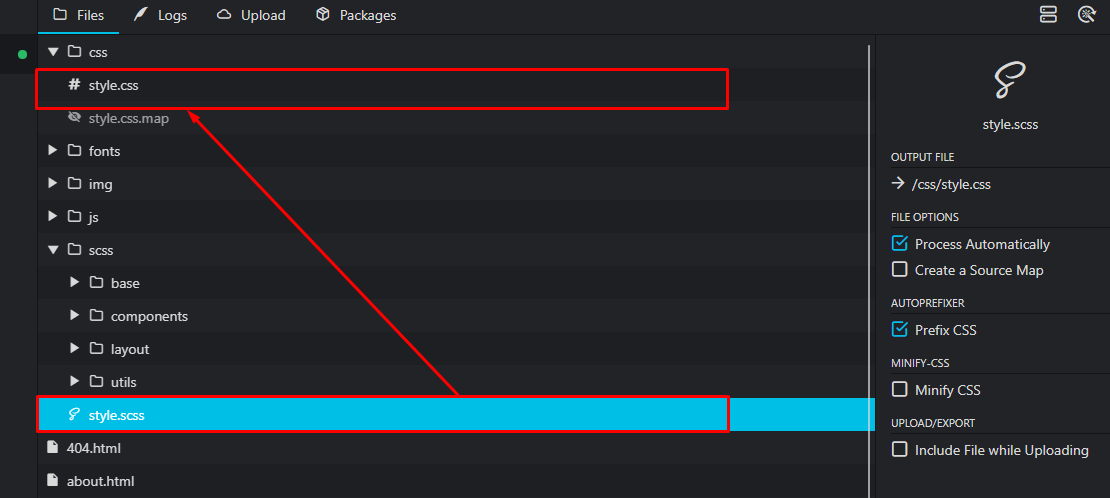 Files Logs Upload Packages
css
style.css
style.css.map
fonts
img
js
scss
base
components
layout
utils
style.scss
404.html
about.html
style.scss
OUTPUT FILE
/css/style.css
FILE OPTIONS
Process Automatically
Create a Source Map
AUTOPREFIXER
Prefix CSS
MINIFY-CSS
Minify CSS
UPLOAD/EXPORT
Include File while Uploading